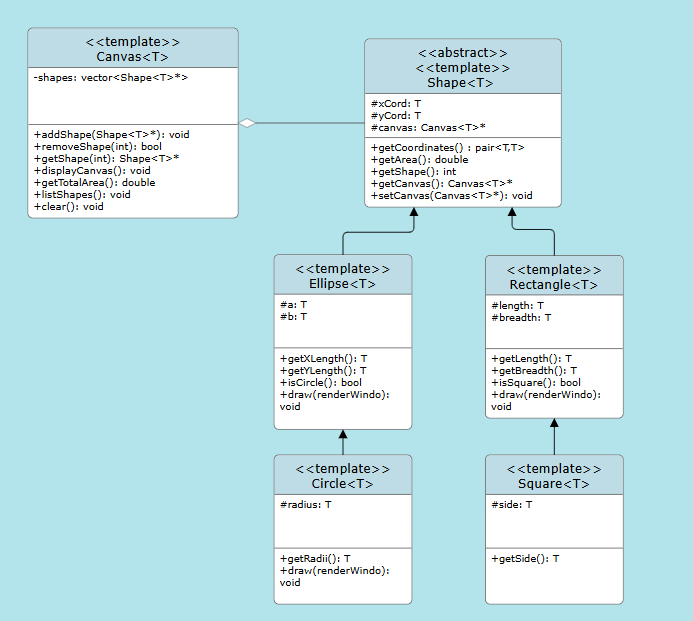 <<template>>
Canvas<T>
-shapes: vector<Shape<T>*>
+addShape(Shape<T>*): void
+removeShape(int): bool
+getShape(int): Shape<T>*
+displayCanvas(): void
+getTotalArea(): double
+listShapes(): void
+clear(): void
<<abstract>>
<<template>>
Shape<T>
#xCord: T
#yCord: T
#canvas: Canvas<T>*
+getCoordinates() : pair<T,T>
+getArea(): double
+getShape(): int
+getCanvas(): Canvas<T>*
+setCanvas(Canvas<T>*): void
<<template>>
Ellipse<T>
#a: T
#b: T
+getXLength(): T
+getYLength(): T
+isCircle(): bool
+draw(renderWindo):
void
<<template>>
Rectangle<T>
#length: T
#breadth: T
+getLength(): T
+getBreadth(): T
+isSquare(): bool
+draw(renderWindo):
void
<<template>>
Circle<T>
#radius: T
+getRadii(): T
+draw(renderWindo):
void
<<template>>
Square<T>
#side: T
+getSide(): T